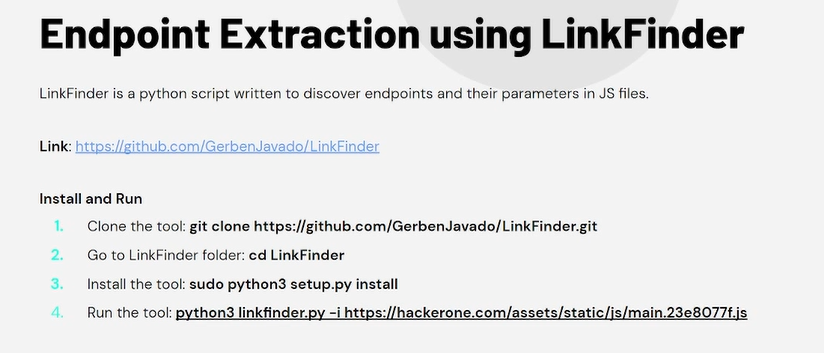 Endpoint Extraction using LinkFinder
LinkFinder is a python script written to discover endpoints and their parameters in JS files.
Link: https://github.com/GerbenJavado/LinkFinder
Install and Run
1. Clone the tool: git clone https://github.com/GerbenJavado/LinkFinder.git
2. Go to LinkFinder folder: cd LinkFinder
3. Install the tool: sudo python3 setup.py install
4. Run the tool: python3 linkfinder.py -i https://hackerone.com/assets/static/js/main.23e8077f.js